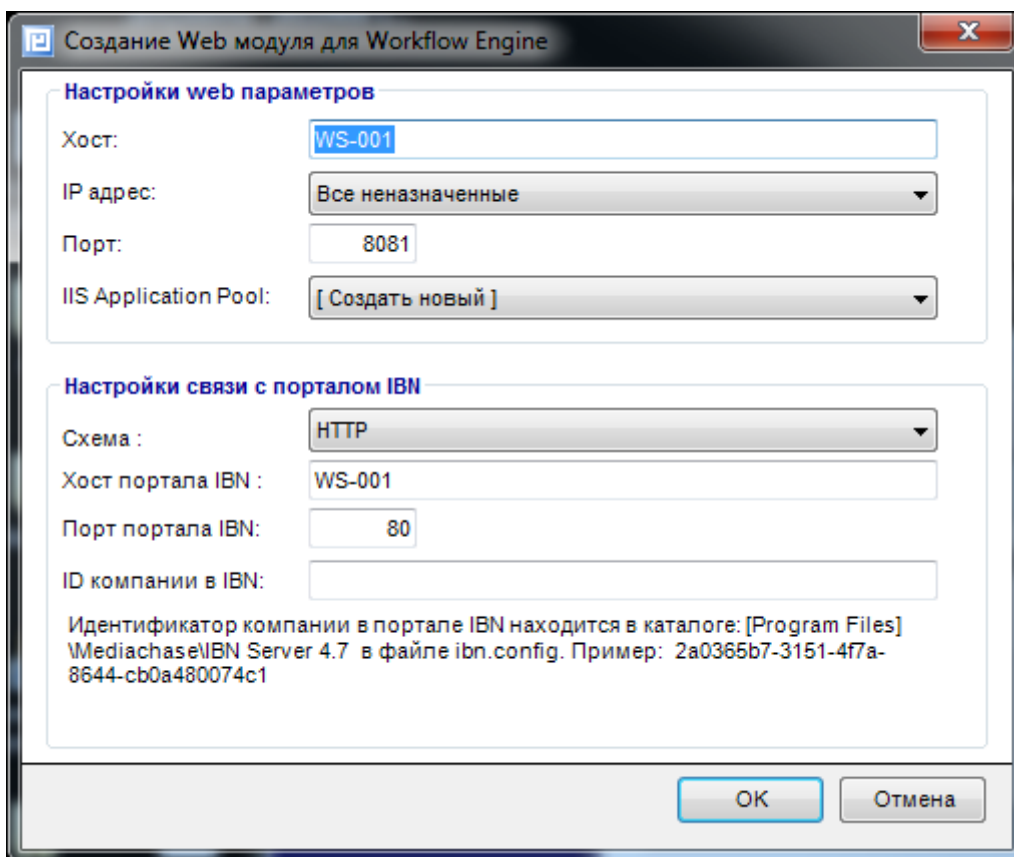 Создание Web модуля для Workflow Engine
Настройки web параметров
Хост: WS-001
IP адрес: Все неназначенные
Порт: 8081
IIS Application Pool: [ Создать новый ]
Настройки связи с порталом IBN
Схема : HTTP
Хост портала IBN : WS-001
Порт портала IBN: 80
ID компании в IBN:
Идентификатор компании в портале IBN находится в каталоге: [Program Files]
\Mediachase\IBN Server 4.7 в файле ibn.config. Пример: 2a0365b7-3151-4f7a-
8644-cb0a480074c1
OK Отмена